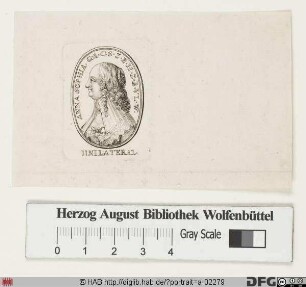 ANNA SOPHIA
UNILATERAL.
Herzog August Bibliothek Wolfenbüttel
0 1 2 3 4 Gray Scale
© HAB http://diglib.hab.de/?portrait=a-02279
DFG